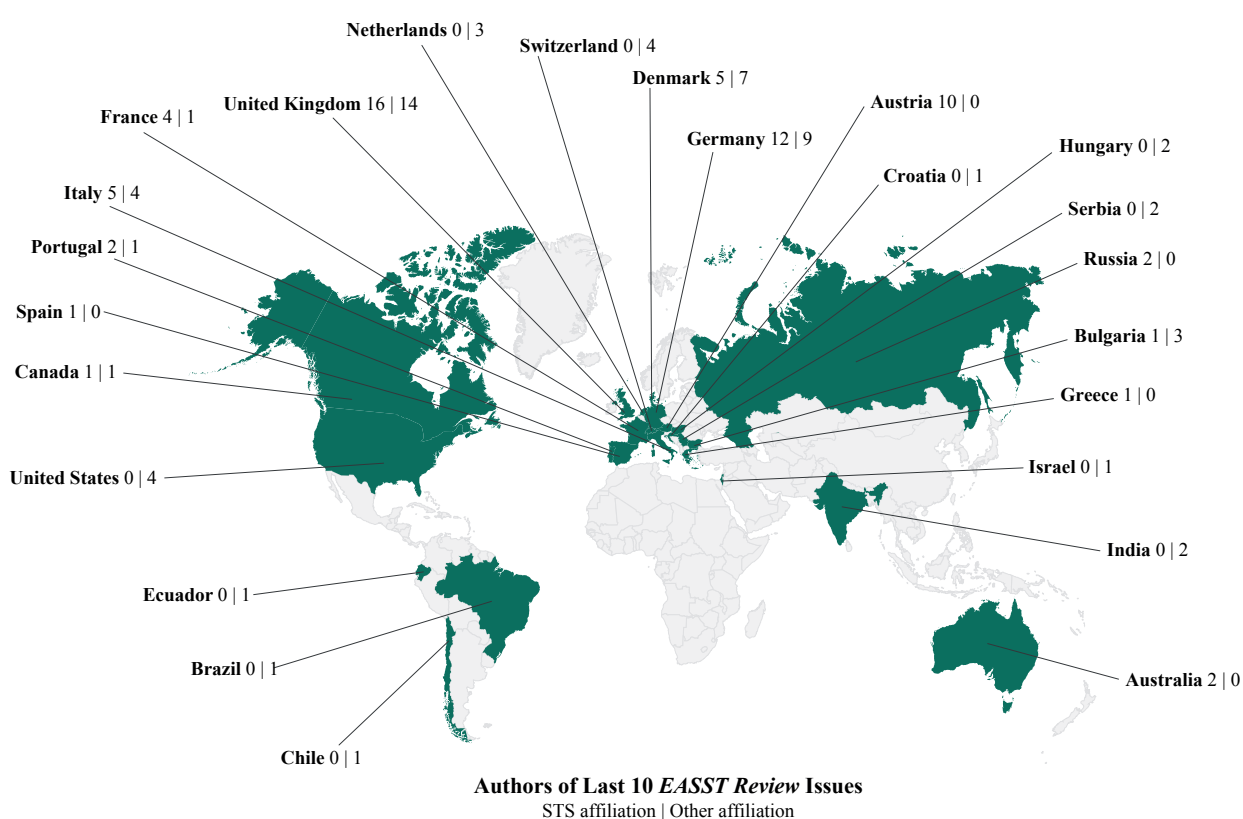 Netherlands 0 | 3
Switzerland 0 | 4
Denmark 5 | 7
United Kingdom 16 | 14
Austria 10 | 0
France 4 | 1
Germany 12 | 9
Hungary 0 | 2
Croatia 0 | 1
Italy 5 | 4
Serbia 0 | 2
Portugal 2 | 1
Russia 2 | 0
Spain 1 | 0
Bulgaria 1 | 3
Canada 1 | 1
Greece 1 | 0
United States 0 | 4
Israel 0 | 1
India 0 | 2
Ecuador 0 | 1
Brazil 0 | 1
Australia 2 | 0
Chile 0 | 1
Authors of Last 10 EASST Review Issues
STS affiliation | Other affiliation